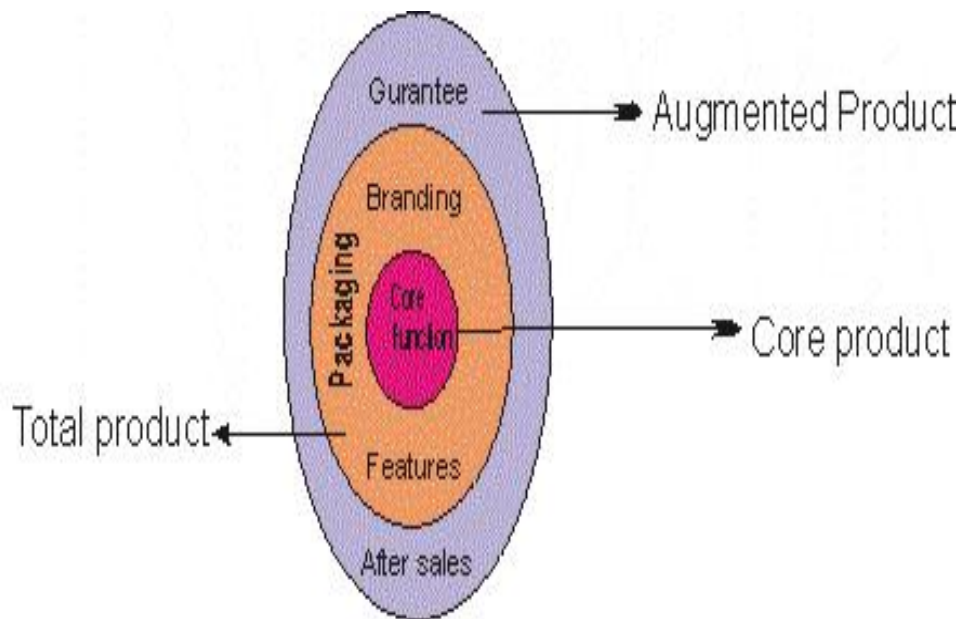 Gurantee
Augmented Product
Branding
Packaging
Core
function
Core product
Total product
Features
After sales